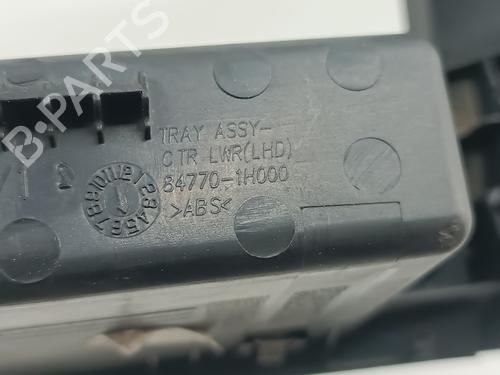 B-PARTS
TRAY ASSY-
CTR LWR(LHD)
84770-1H000
>ABS<